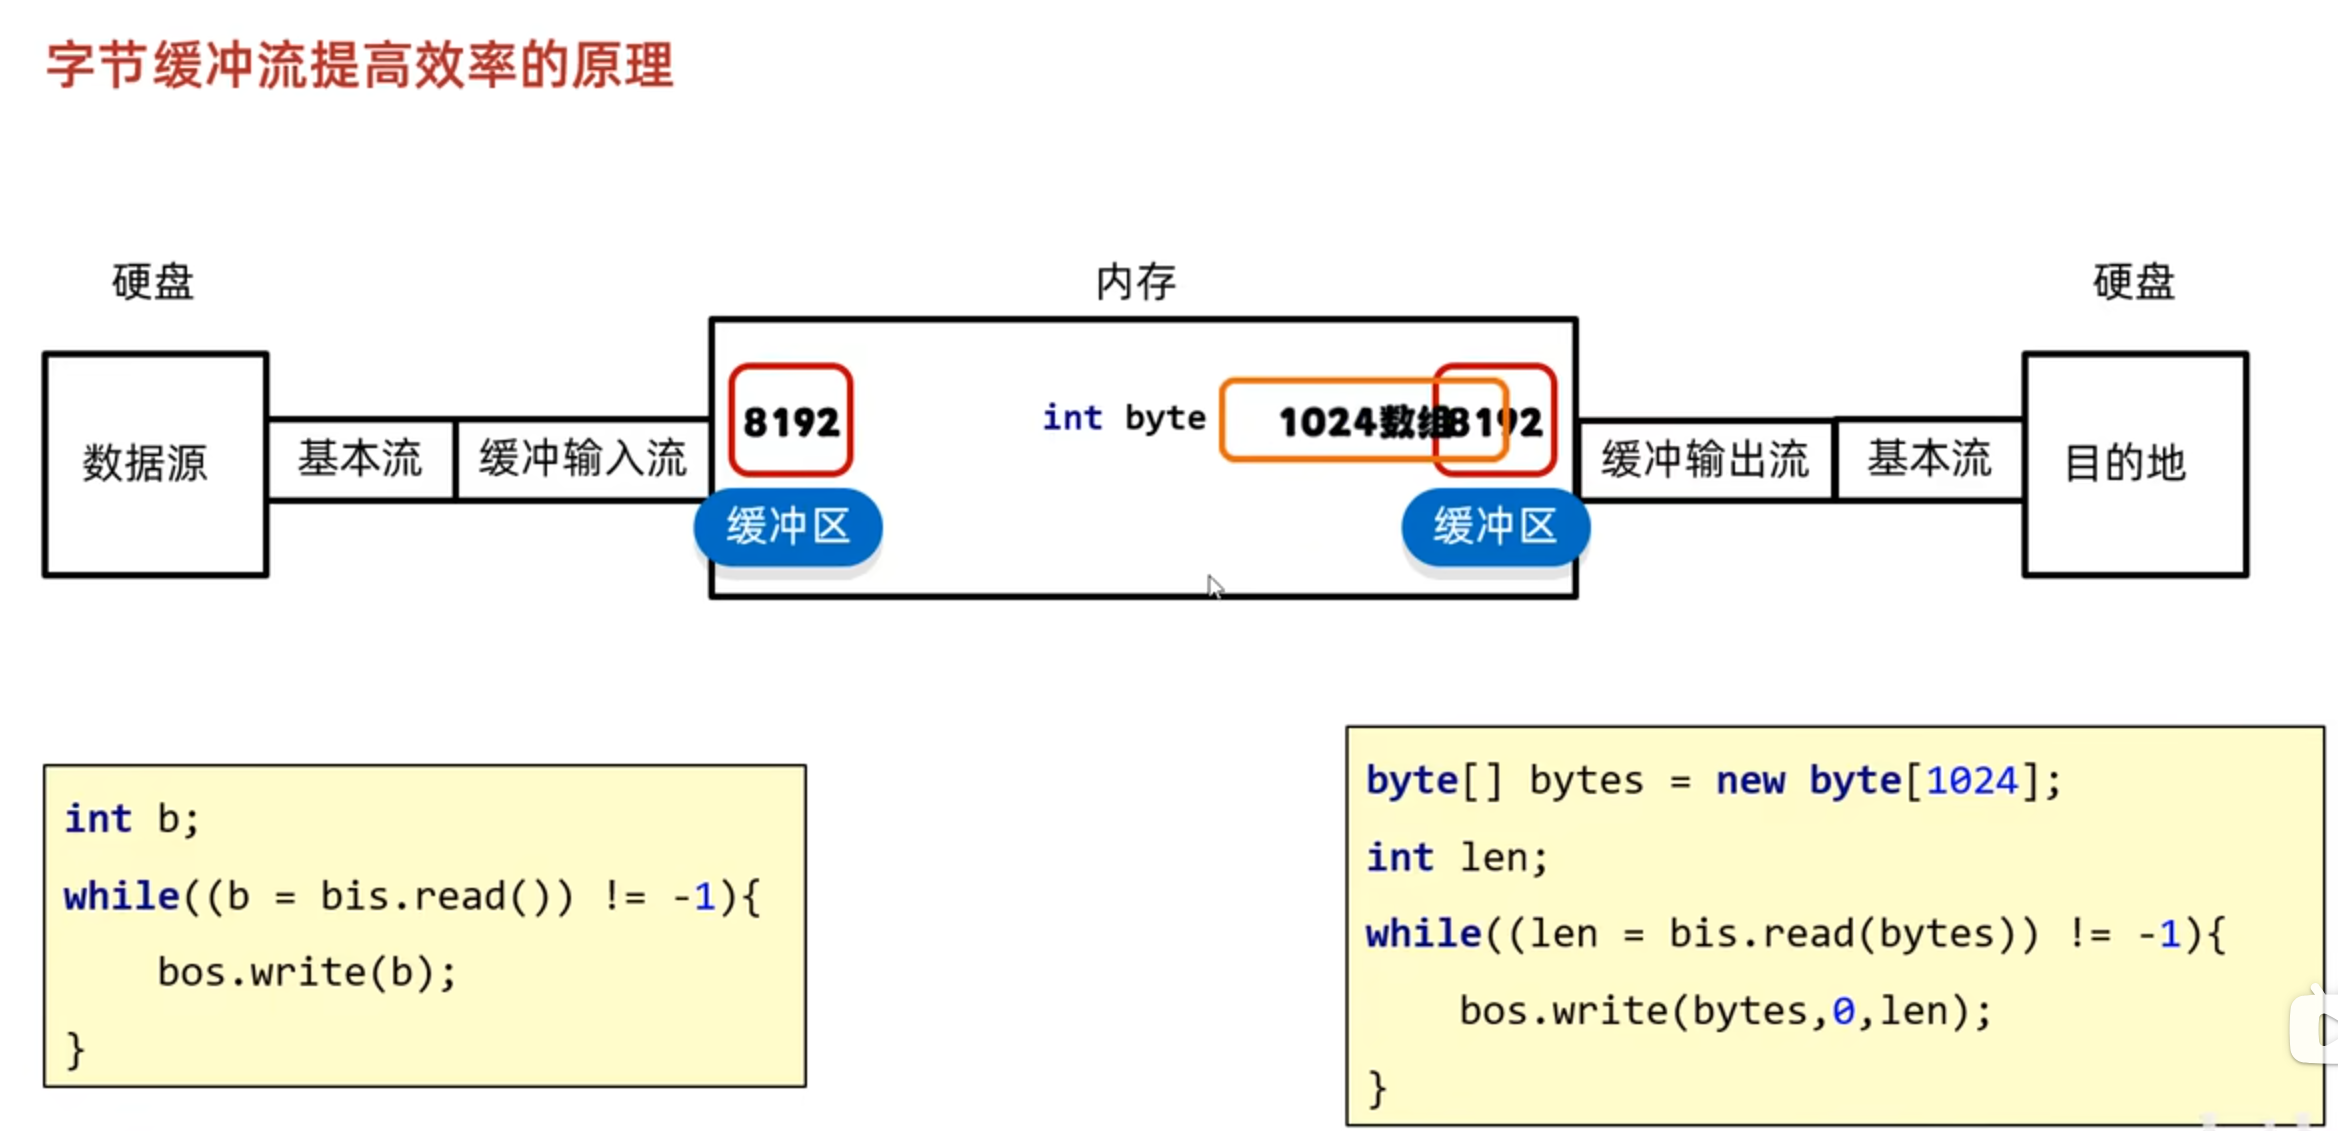 字节缓冲流提高效率的原理
硬盘
内存
硬盘
数据源
基本流
缓冲输入流
8192
缓冲区
int byte
1024数组
8192
缓冲区
缓冲输出流
基本流
目的地
int b;
while((b = bis.read()) != -1){
    bos.write(b);
}
byte[] bytes = new byte[1024];
int len;
while((len = bis.read(bytes)) != -1){
    bos.write(bytes,0,len);
}